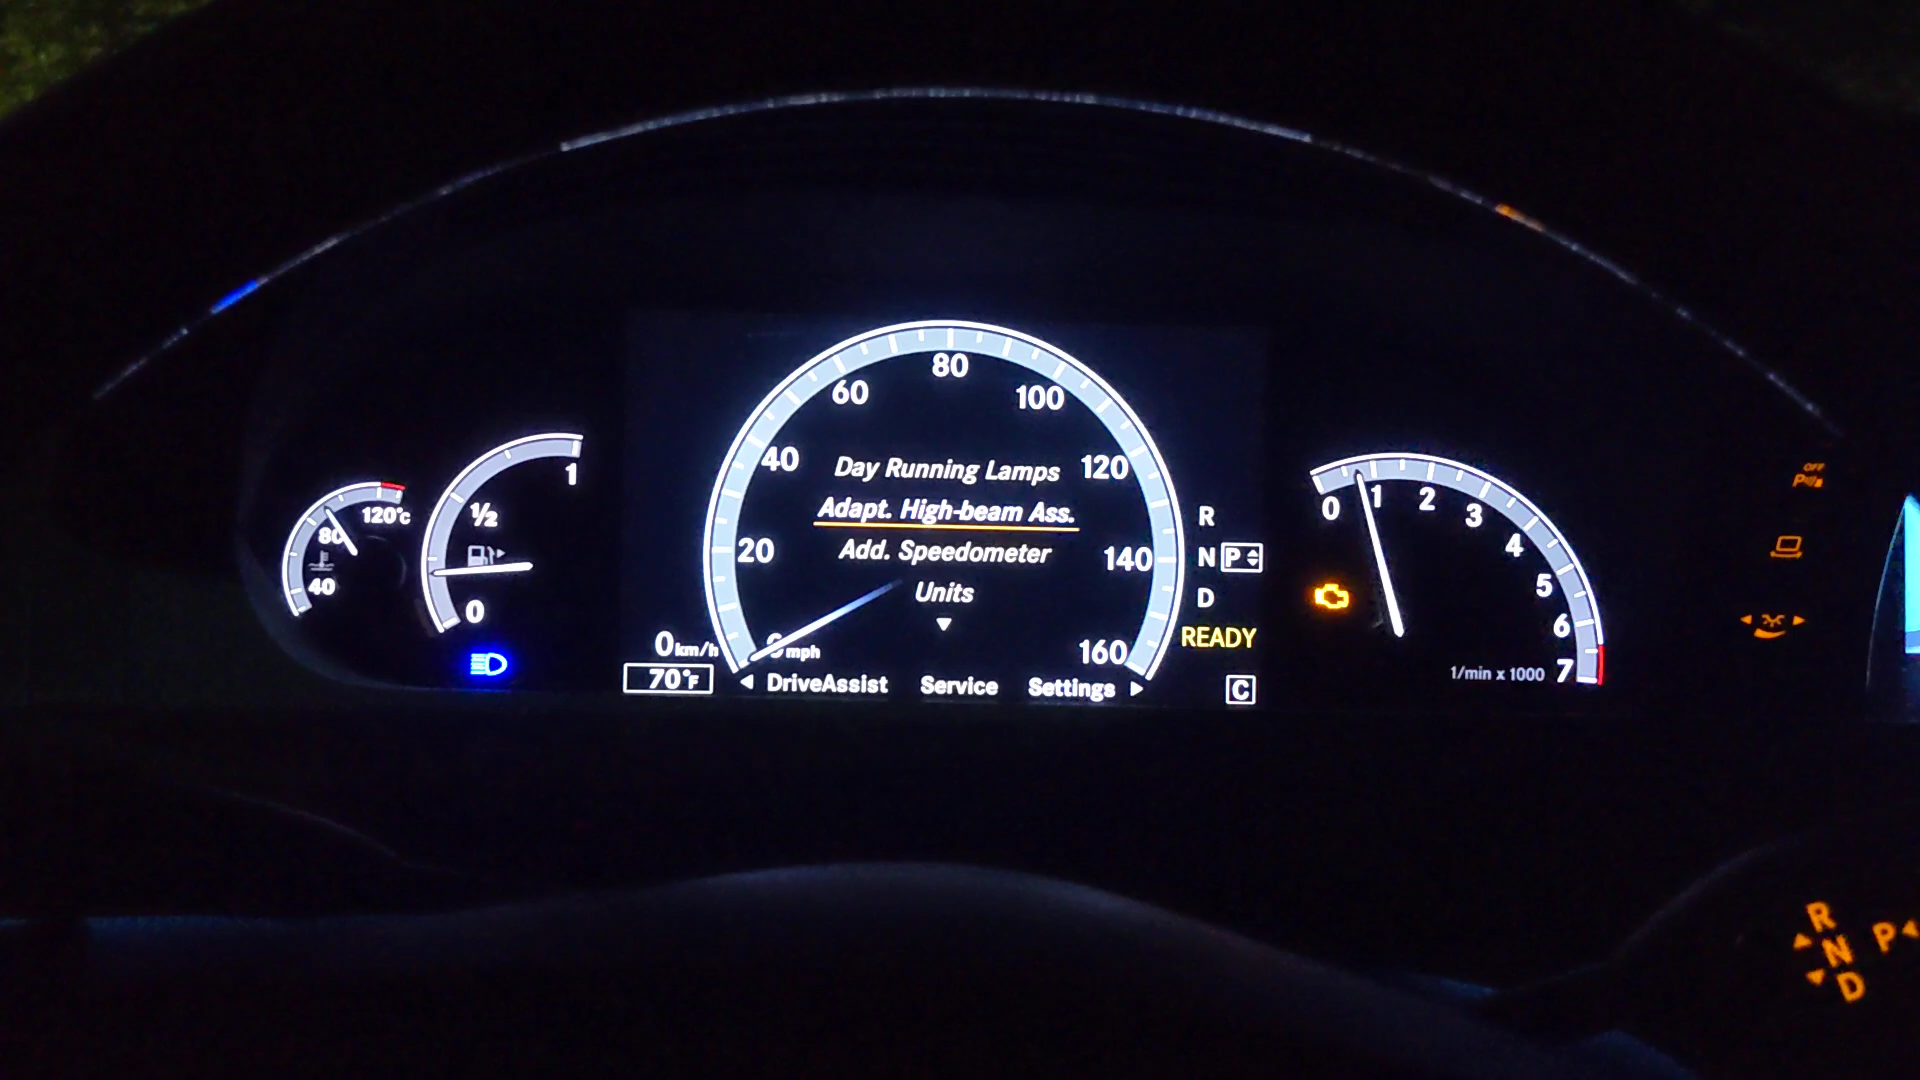 80
60
100
40
Day Running Lamps
120
Adapt. High-beam Ass.
20
Add. Speedometer
140
Units
0 km/h
0 mph
160
70°F
DriveAssist Service Settings
R
N P
D
READY
C
120°C
80
40
1
1/2
0
0
1
2
3
4
5
6
7
1/min x 1000
OFF
R
N P
D